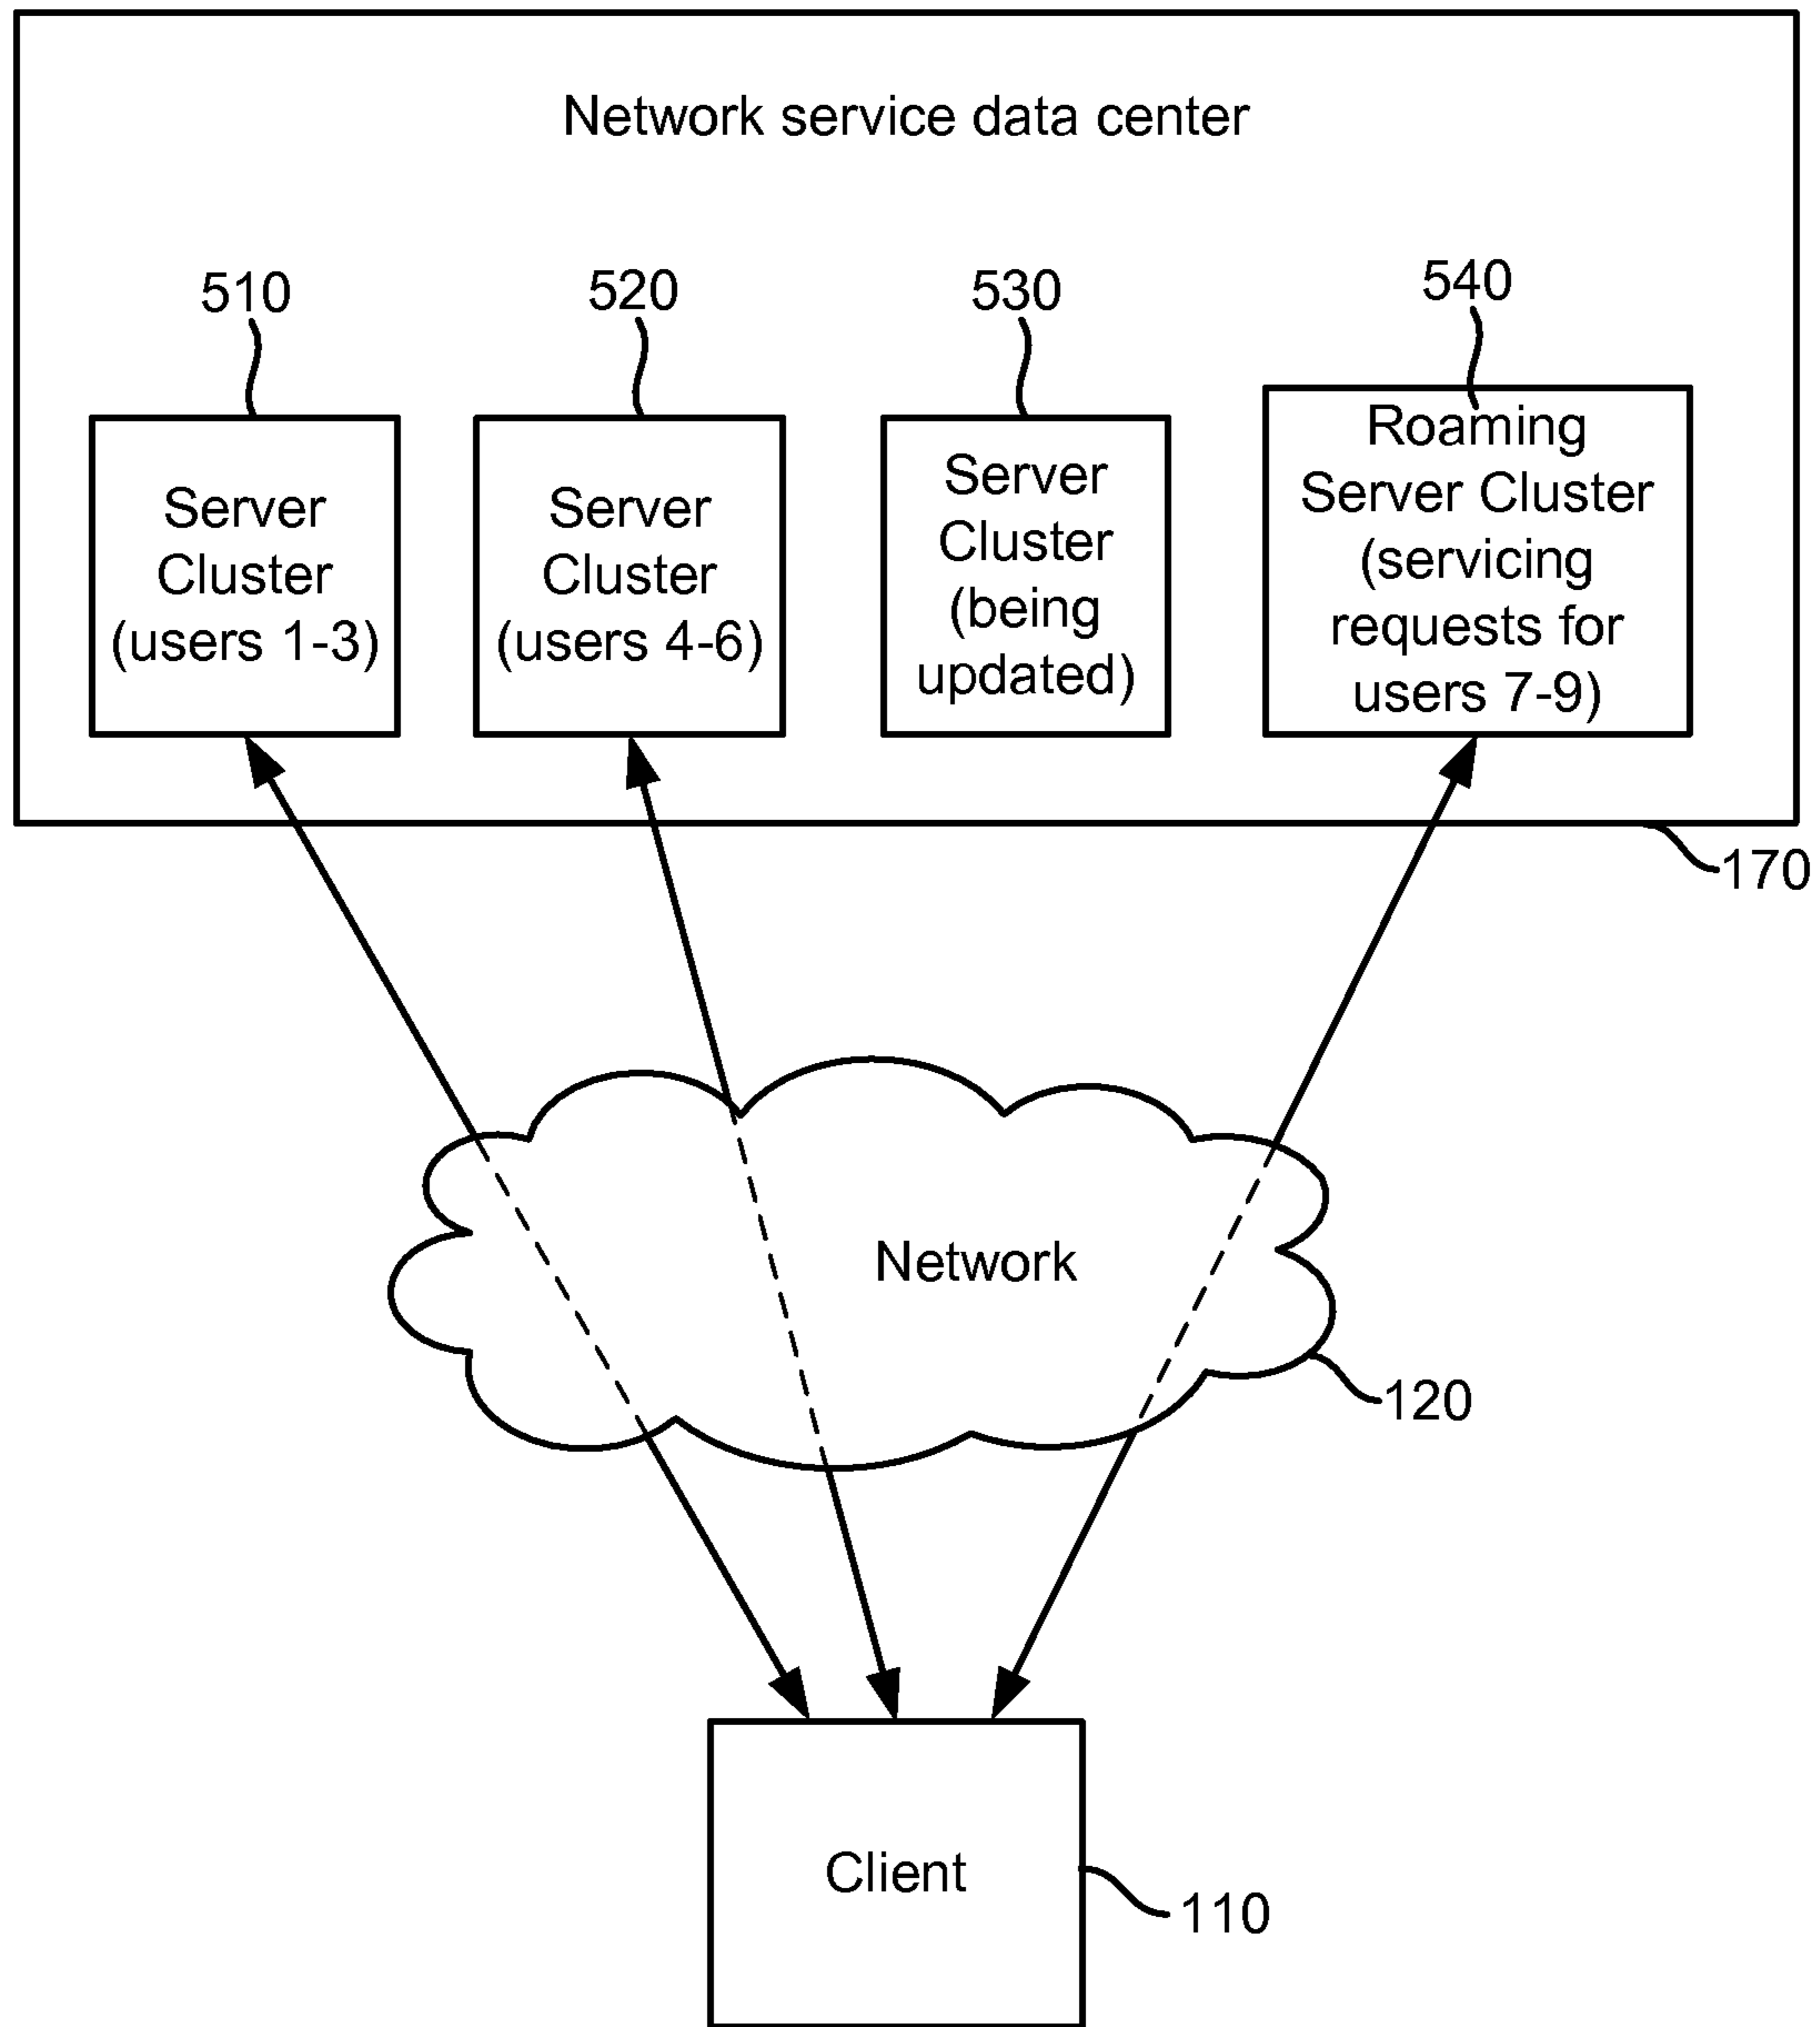 Network service data center
510
520
530
540
Server
Cluster
(users 1-3)
Server
Cluster
(users 4-6)
Server
Cluster
(being
updated)
Roaming
Server Cluster
(servicing
requests for
users 7-9)
170
Network
120
Client
110